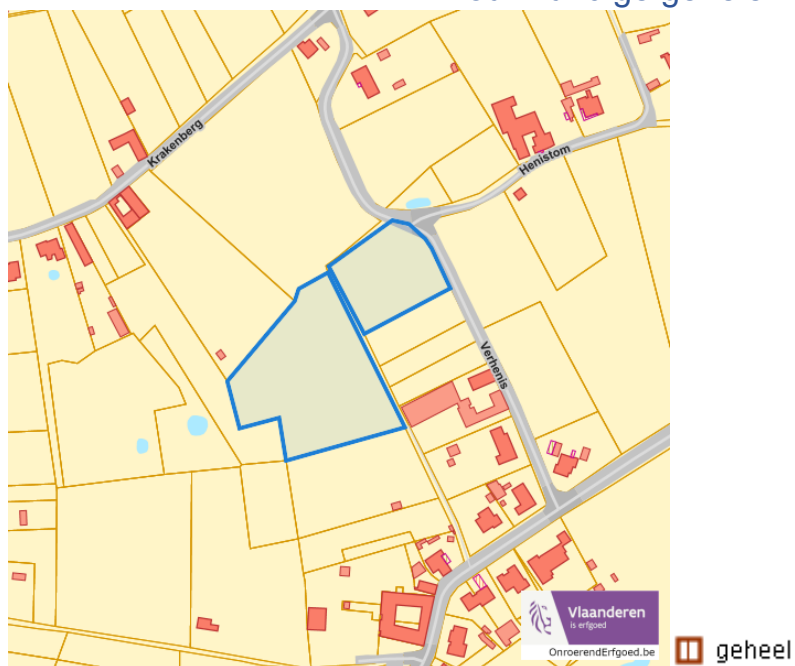 Krakenberg
Henistom
Verhenis
Vlaanderen
is erfgoed
OnroerendErfgoed.be
geheel